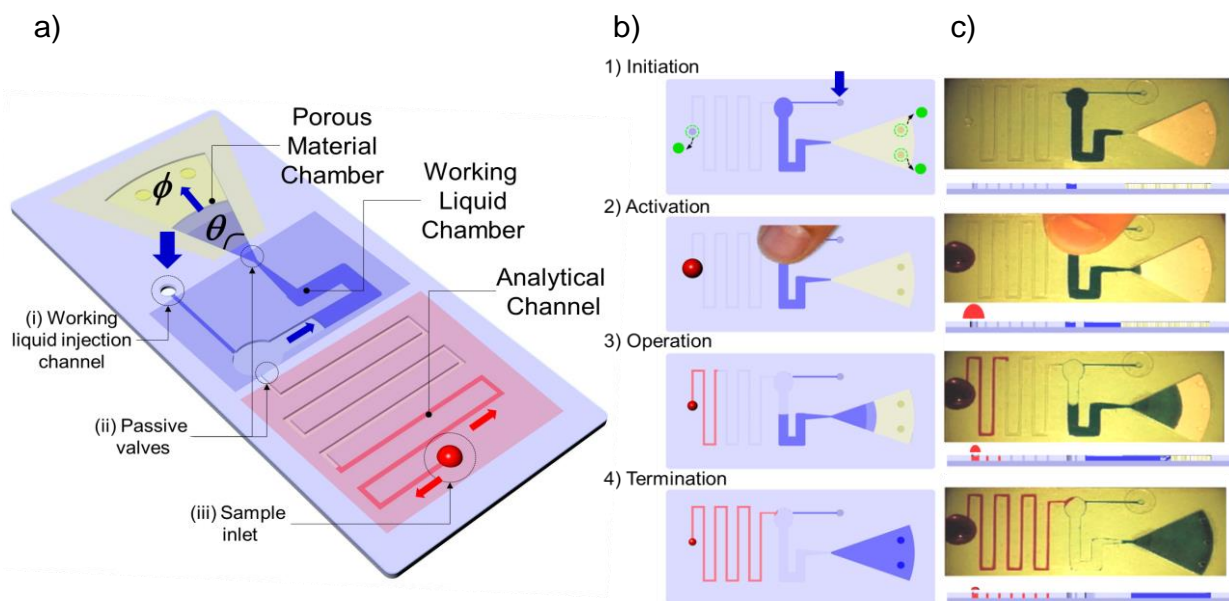 a)
b)
c)
Porous
Material
Chamber
Working
Liquid
Chamber
Analytical
Channel
ϕ
θ
(i) Working
liquid injection
channel
(ii) Passive
valves
(iii) Sample
inlet
1) Initiation
2) Activation
3) Operation
4) Termination